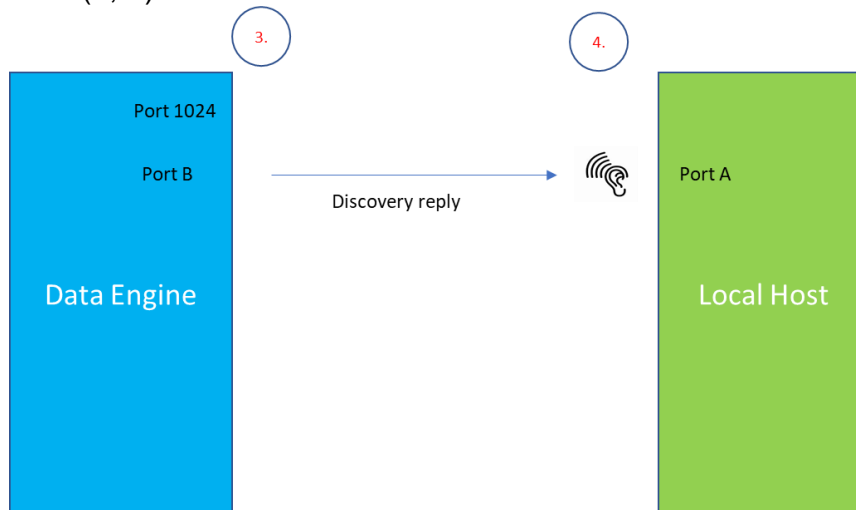 3.
4.
Port 1024
Port B
Port A
Discovery reply
Data Engine
Local Host